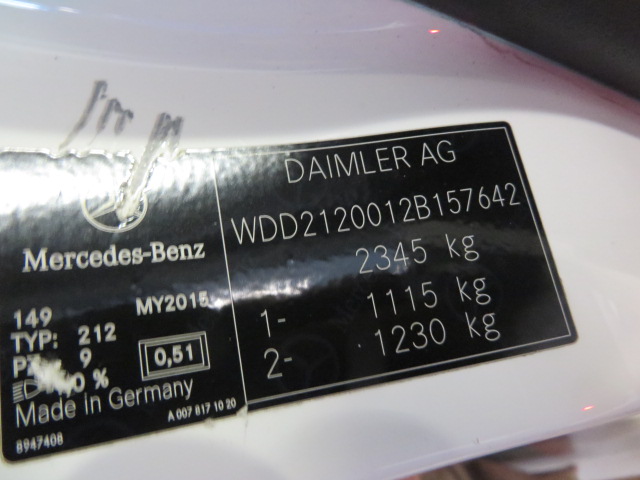 DAIMLER AG
WDD2120012B157642
2345 kg
1- 1115 kg
2- 1230 kg
Mercedes-Benz
149 MY2015
TYP: 212
9
0,51
%
Made in Germany
A 007 817 10 20
8947408